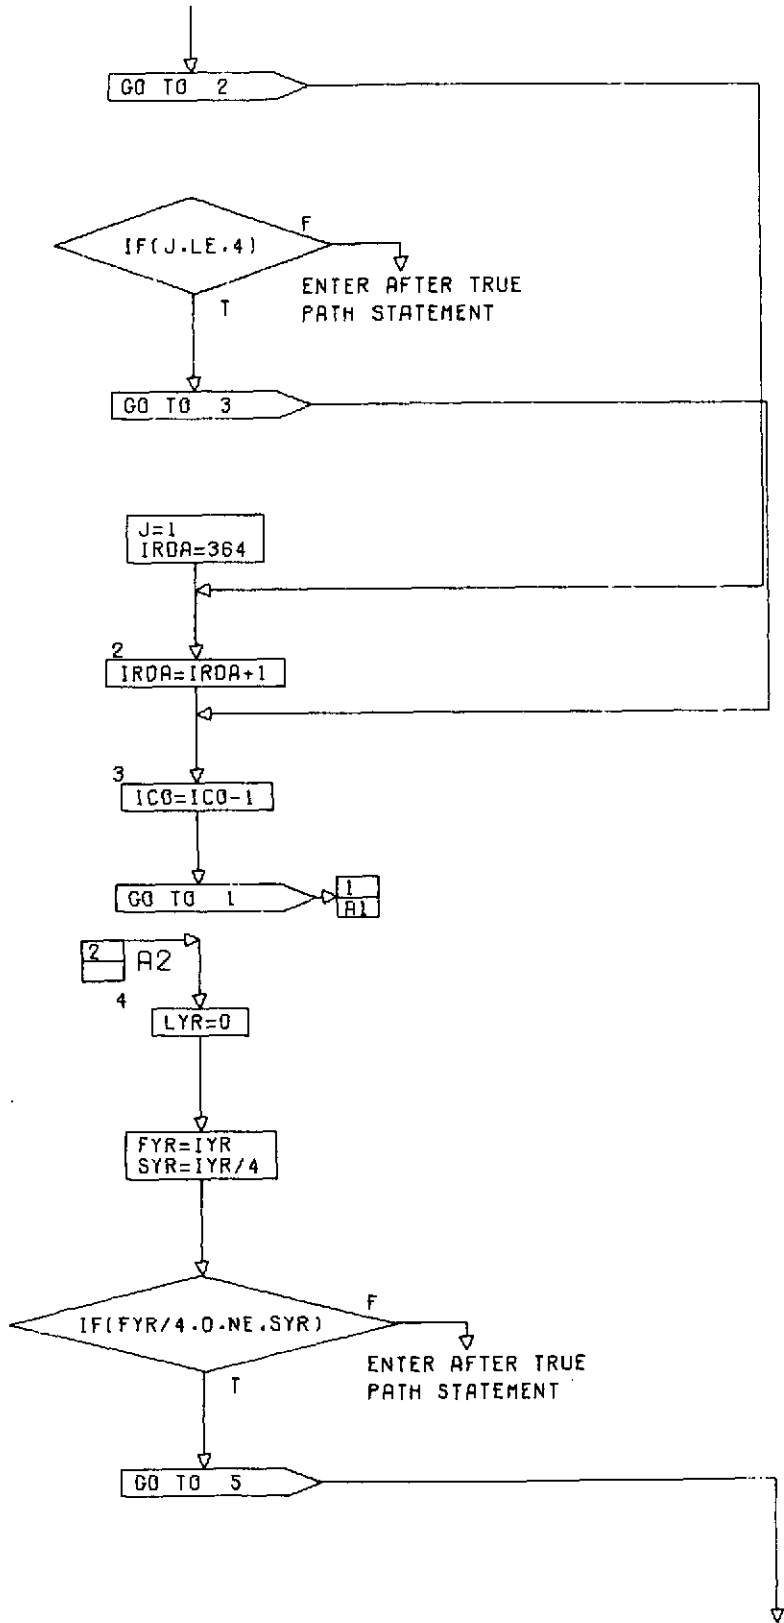 GO TO 2
F
IF(J.LE.4)
ENTER AFTER TRUE
PATH STATEMENT
T
GO TO 3
J=1
IRDA=364
2
IRDA=IRDA+1
3
ICO=ICO-1
GO TO 1
1
A1
2
A2
4
LYR=0
FYR=IYR
SYR=IYR/4
F
IF(FYR/4.0.NE.SYR)
ENTER AFTER TRUE
PATH STATEMENT
T
GO TO 5